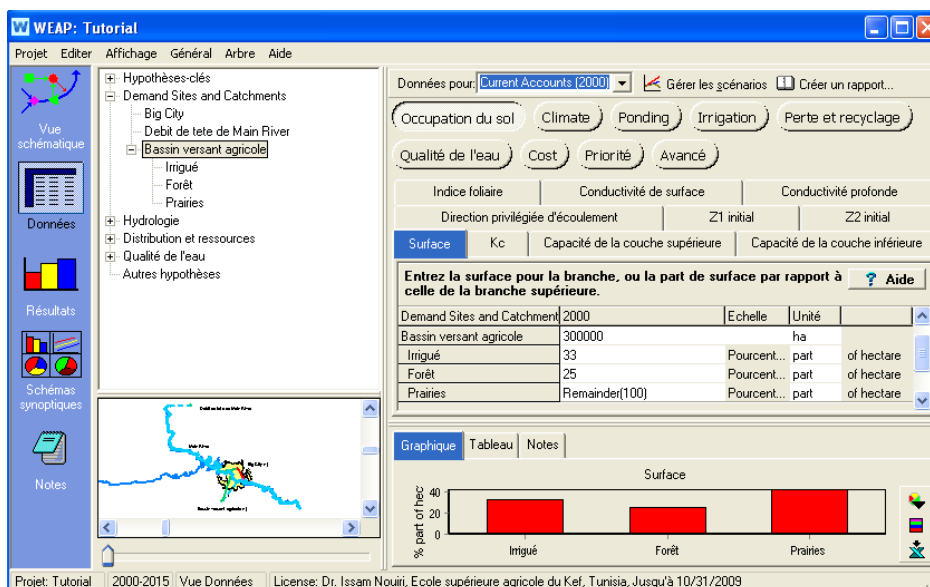 WEAP: Tutorial
Projet Editer Affichage Général Arbre Aide
Vue schématique
Données
Résultats
Schémas synoptiques
Notes
Hypothèses-clés
Demand Sites and Catchments
Big City
Debit de tete de Main River
Bassin versant agricole
Irrigué
Forêt
Prairies
Hydrologie
Distribution et ressources
Qualité de l'eau
Autres hypothèses
Données pour: Current Accounts (2000) Gérer les scénarios Créer un rapport...
Occupation du sol Climate Ponding Irrigation Perte et recyclage
Qualité de l'eau Cost Priorité Avancé
Indice foliaire Conductivité de surface Conductivité profonde
Direction privilégiée d'écoulement Z1 initial Z2 initial
Surface Kc Capacité de la couche supérieure Capacité de la couche inférieure
Entrez la surface pour la branche, ou la part de surface par rapport à
celle de la branche supérieure.
? Aide
Demand Sites and Catchment 2000 Echelle Unité
Bassin versant agricole 300000 ha
Irrigué 33 Pourcent... part of hectare
Forêt 25 Pourcent... part of hectare
Prairies Remainder(100) Pourcent... part of hectare
Main River
Big City
Graphique Tableau Notes
Surface
% part of hec
40
20
0
Irrigué Forêt Prairies
Projet: Tutorial 2000-2015 Vue Données License: Dr. Issam Nouiri, Ecole supérieure agricole du Kef, Tunisia, Jusqu'à 10/31/2009